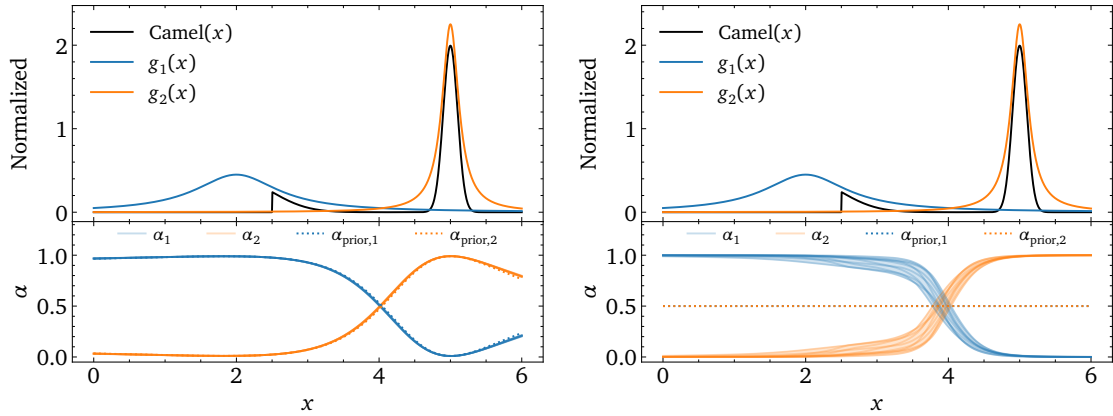 Normalized
2
1
0
Camel(x)
g₁(x)
g₂(x)
α
1.0
0.5
0.0
α₁ α₂ αprior,1 αprior,2
0 2 4 6
x
Normalized
2
1
0
Camel(x)
g₁(x)
g₂(x)
α
1.0
0.5
0.0
α₁ α₂ αprior,1 αprior,2
0 2 4 6
x